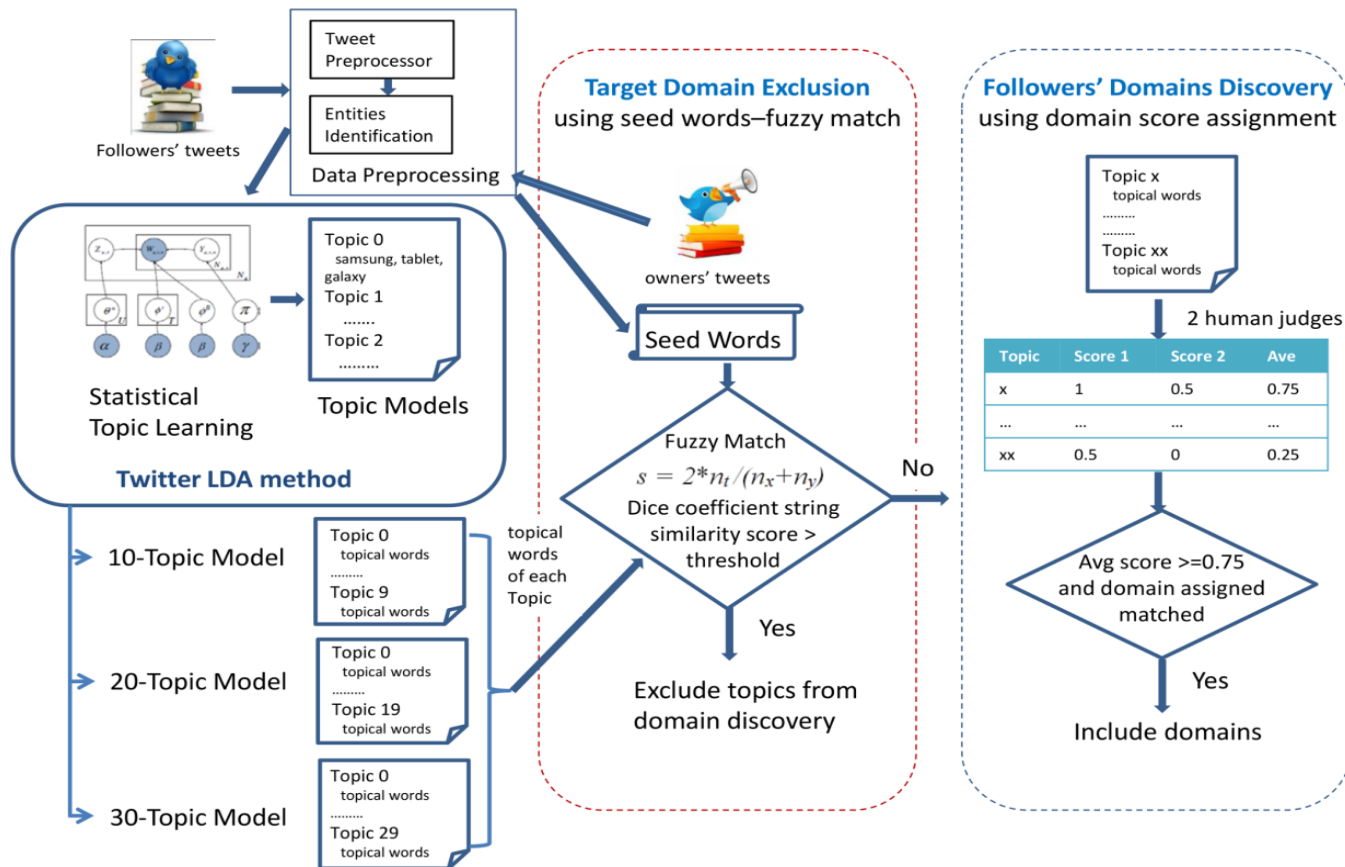 Followers' tweets
Tweet
Preprocessor
Entities
Identification
Data Preprocessing
Statistical
Topic Learning
Topic 0
samsung, tablet,
galaxy
Topic 1
.......
Topic 2
.........
Topic Models
Twitter LDA method
10-Topic Model
Topic 0
topical words
.........
Topic 9
topical words
20-Topic Model
Topic 0
topical words
.........
Topic 19
topical words
30-Topic Model
Topic 0
topical words
.........
Topic 29
topical words
topical
words
of each
Topic
Target Domain Exclusion
using seed words–fuzzy match
owners' tweets
Seed Words
Fuzzy Match
s = 2*n_t/(n_x+n_y)
Dice coefficient string
similarity score >
threshold
No
Yes
Exclude topics from
domain discovery
Followers' Domains Discovery
using domain score assignment
Topic x
topical words
.........
.........
Topic xx
topical words
2 human judges
Topic Score 1 Score 2 Ave
x 1 0.5 0.75
... ... ... ...
xx 0.5 0 0.25
Avg score >=0.75
and domain assigned
matched
Yes
Include domains